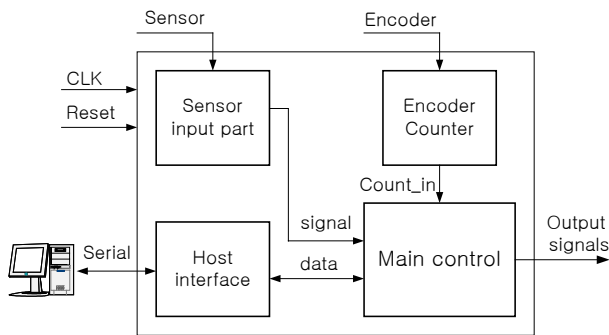 Sensor
Encoder
CLK
Reset
Sensor
input part
Encoder
Counter
Count_in
signal
Serial
Host
interface
data
Main control
Output
signals